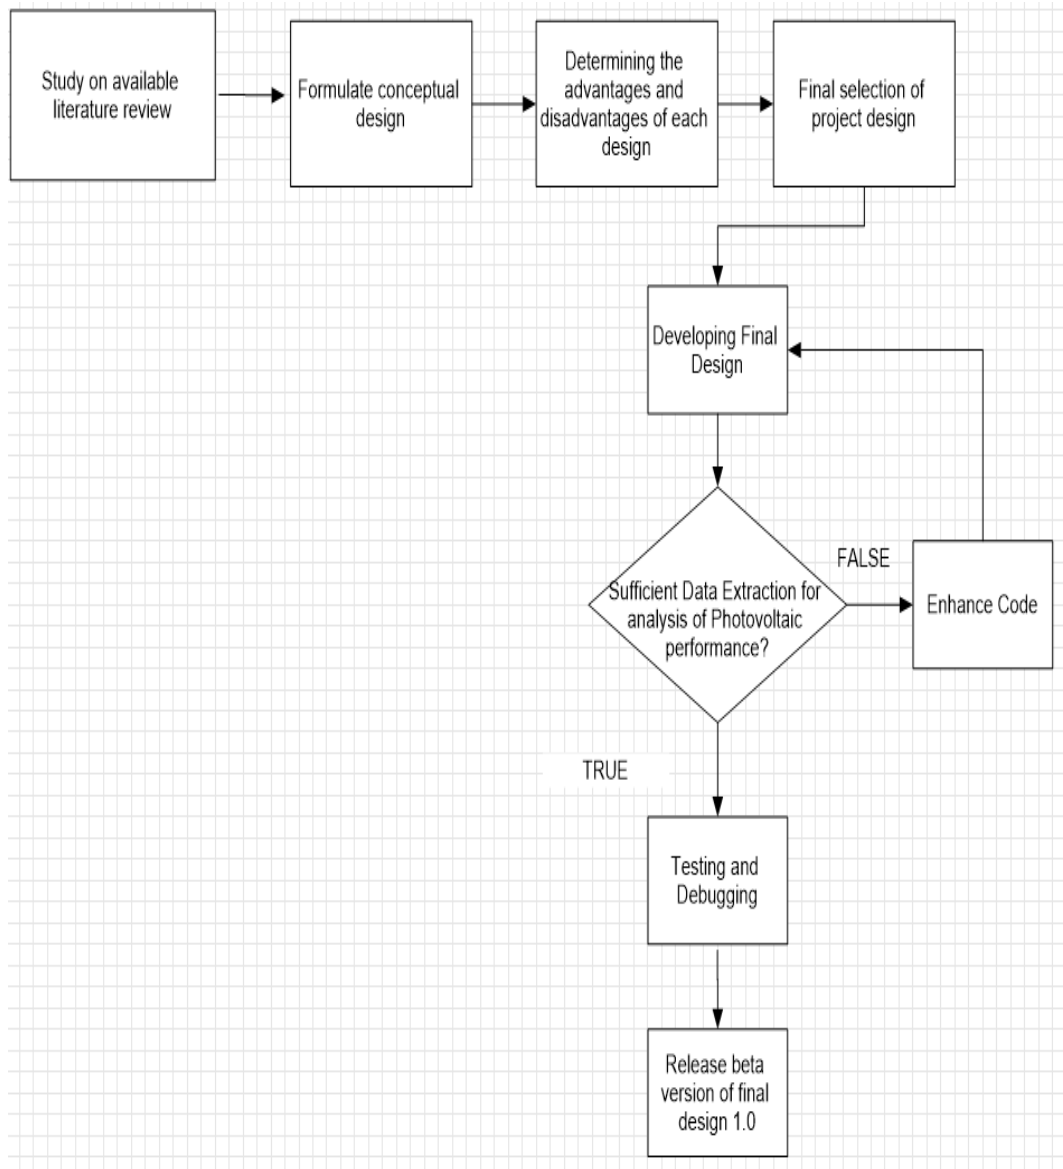 Study on available
literature review
Formulate conceptual
design
Determining the
advantages and
disadvantages of each
design
Final selection of
project design
Developing Final
Design
Sufficient Data Extraction for
analysis of Photovoltaic
performance?
FALSE
Enhance Code
TRUE
Testing and
Debugging
Release beta
version of final
design 1.0